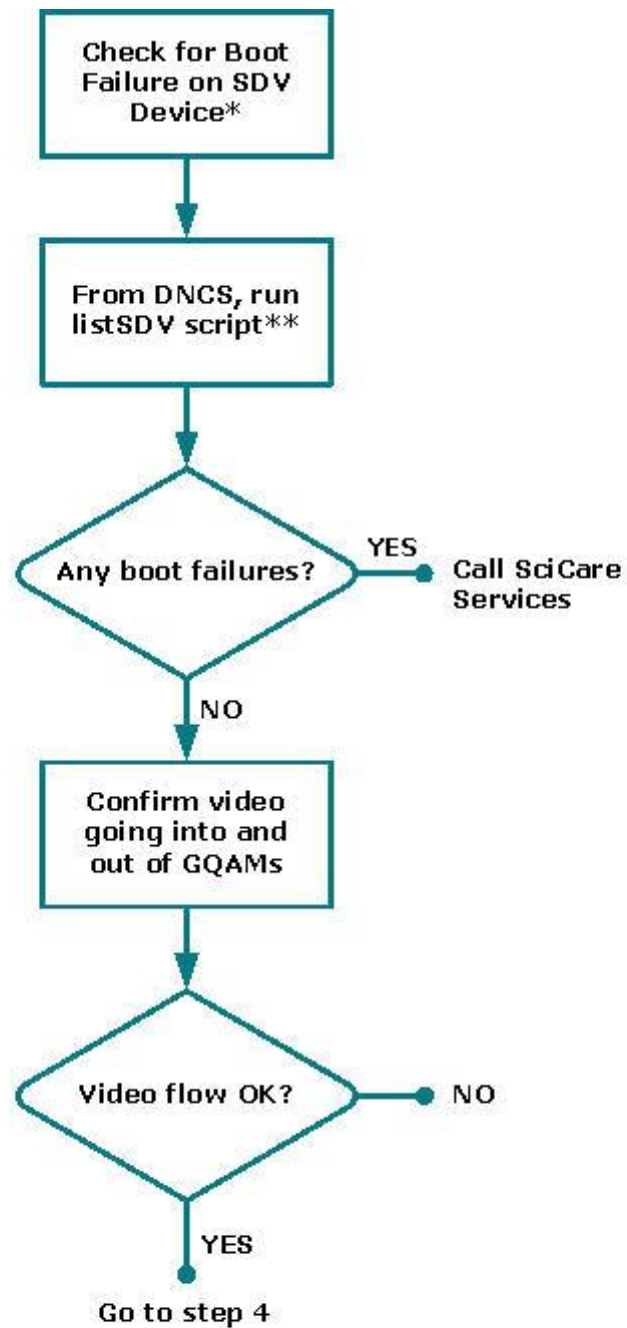 Check for Boot
Failure on SDV
Device*
From DNCS, run
listSDV script**
Any boot failures?
YES
Call SciCare
Services
NO
Confirm video
going into and
out of GQAMs
Video flow OK?
NO
YES
Go to step 4